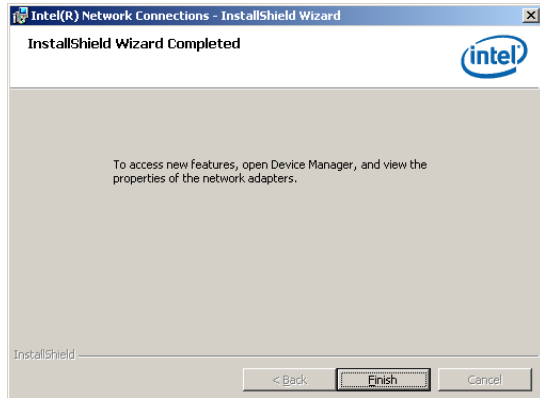 Intel(R) Network Connections - InstallShield Wizard
InstallShield Wizard Completed
intel
To access new features, open Device Manager, and view the
properties of the network adapters.
InstallShield
< Back
Finish
Cancel